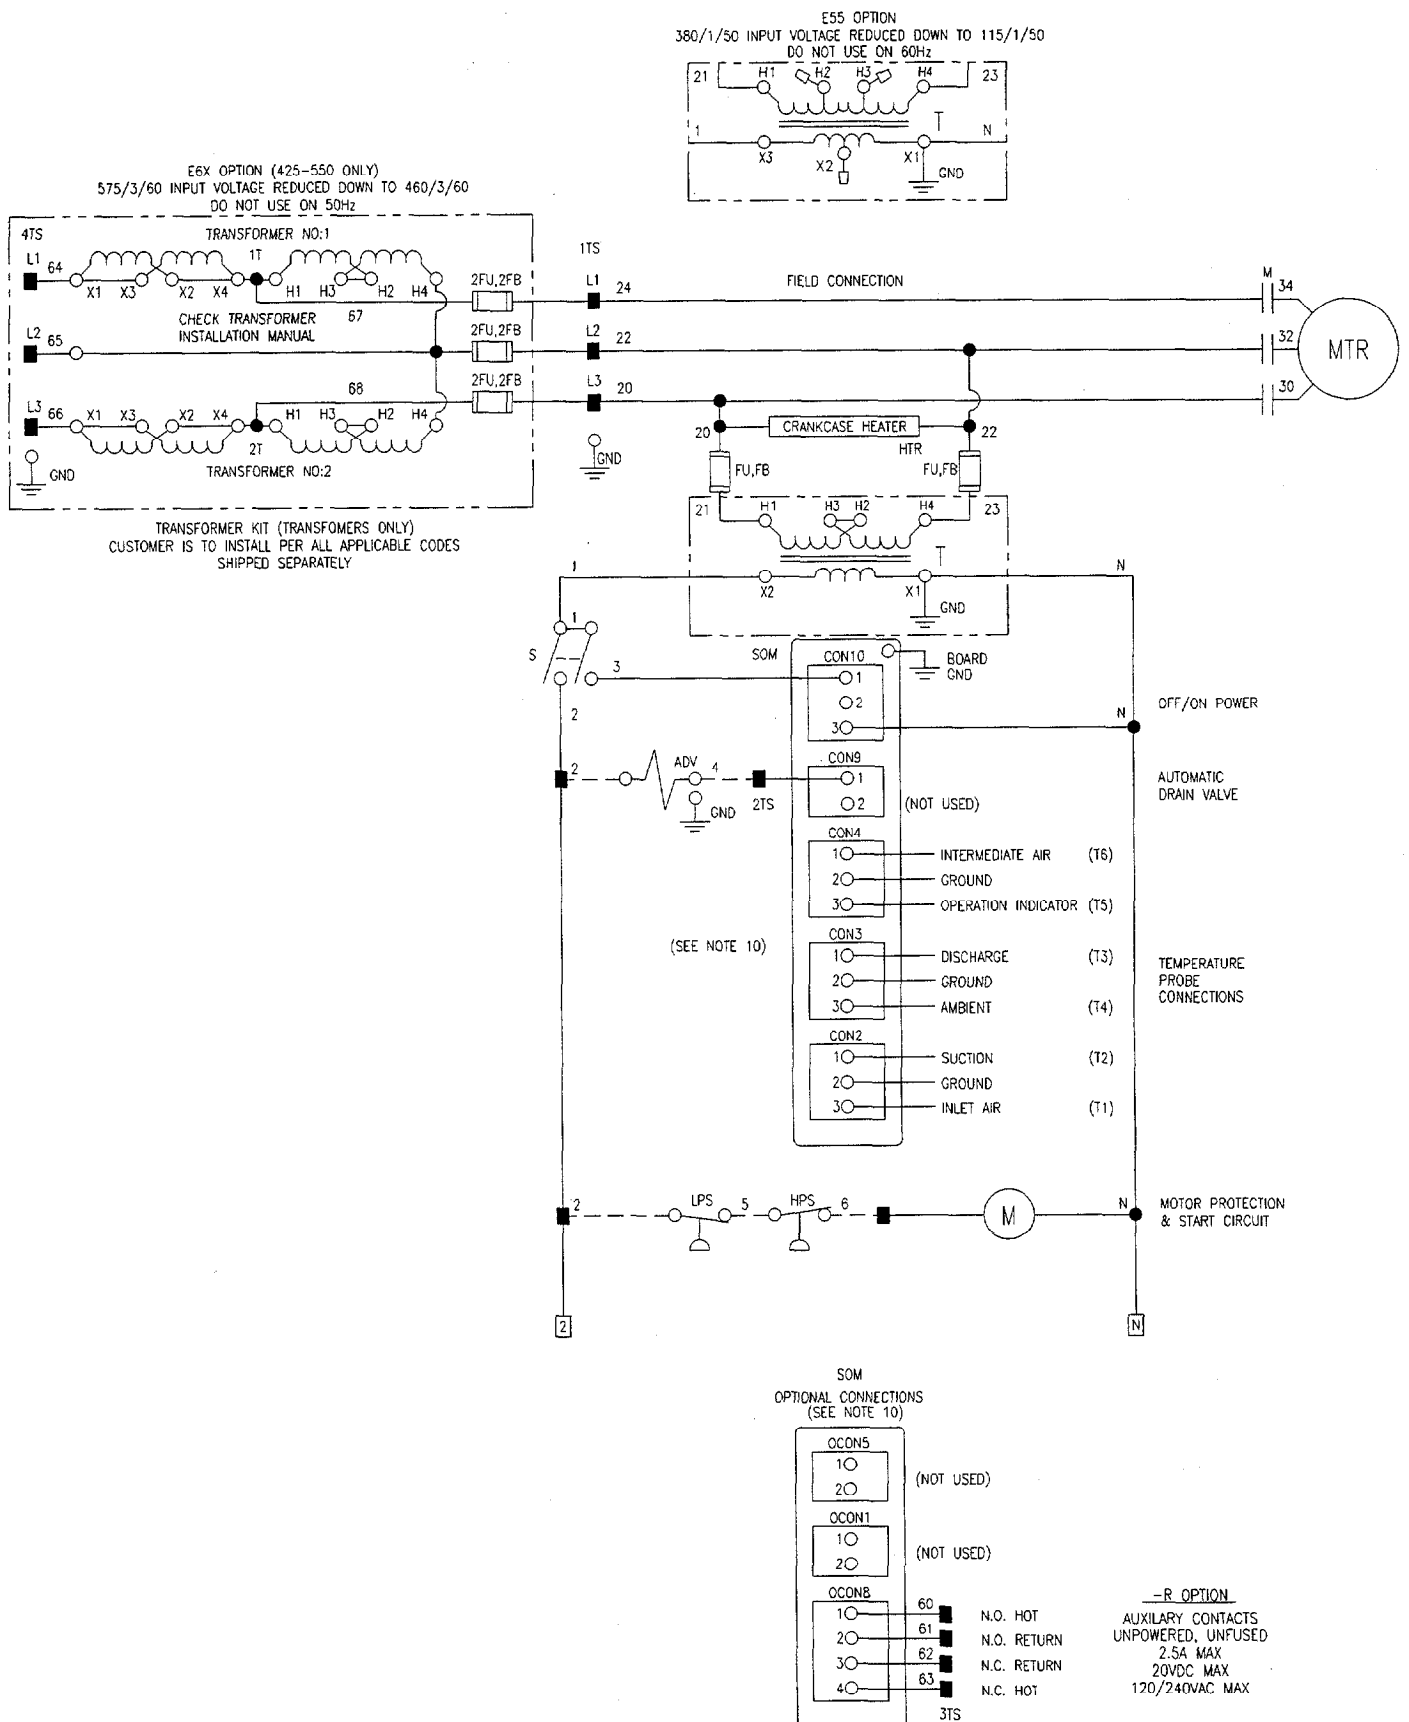 E55 OPTION
380/1/50 INPUT VOLTAGE REDUCED DOWN TO 115/1/50
DO NOT USE ON 60Hz
21 H1 H2 H3 H4 23
T
1 N
X3 X2 X1
GND
E6X OPTION (425-550 ONLY)
575/3/60 INPUT VOLTAGE REDUCED DOWN TO 460/3/60
DO NOT USE ON 50Hz
4TS TRANSFORMER NO:1
L1 64 1T
X1 X3 X2 X4 H1 H3 H2 H4
2FU,2FB
1TS
L1 24 FIELD CONNECTION M 34
CHECK TRANSFORMER
INSTALLATION MANUAL
67
L2 65 2FU,2FB L2 22 32
MTR
68 2FU,2FB L3 20 30
L3 66 X1 X3 X2 X4 H1 H3 H2 H4
2T
TRANSFORMER NO:2
GND
GND
20 CRANKCASE HEATER 22
HTR
FU,FB FU,FB
TRANSFORMER KIT (TRANSFOMERS ONLY)
CUSTOMER IS TO INSTALL PER ALL APPLICABLE CODES
SHIPPED SEPARATELY
21 H1 H3 H2 H4 23
T
1 N
X2 X1
GND
1
S
3
2
SOM
CON10
BOARD
GND
1
2
3
N
OFF/ON POWER
2 ADV 4
GND
2TS
CON9
1
2
(NOT USED)
AUTOMATIC
DRAIN VALVE
CON4
1 INTERMEDIATE AIR (T6)
2 GROUND
3 OPERATION INDICATOR (T5)
(SEE NOTE 10)
CON3
1 DISCHARGE (T3)
2 GROUND
3 AMBIENT (T4)
TEMPERATURE
PROBE
CONNECTIONS
CON2
1 SUCTION (T2)
2 GROUND
3 INLET AIR (T1)
2 LPS 5 HPS 6 M N
MOTOR PROTECTION
& START CIRCUIT
2 N
SOM
OPTIONAL CONNECTIONS
(SEE NOTE 10)
OCON5
1
2
(NOT USED)
OCON1
1
2
(NOT USED)
OCON8
1 60 N.O. HOT
2 61 N.O. RETURN
3 62 N.C. RETURN
4 63 N.C. HOT
3TS
-R OPTION
AUXILARY CONTACTS
UNPOWERED, UNFUSED
2.5A MAX
20VDC MAX
120/240VAC MAX